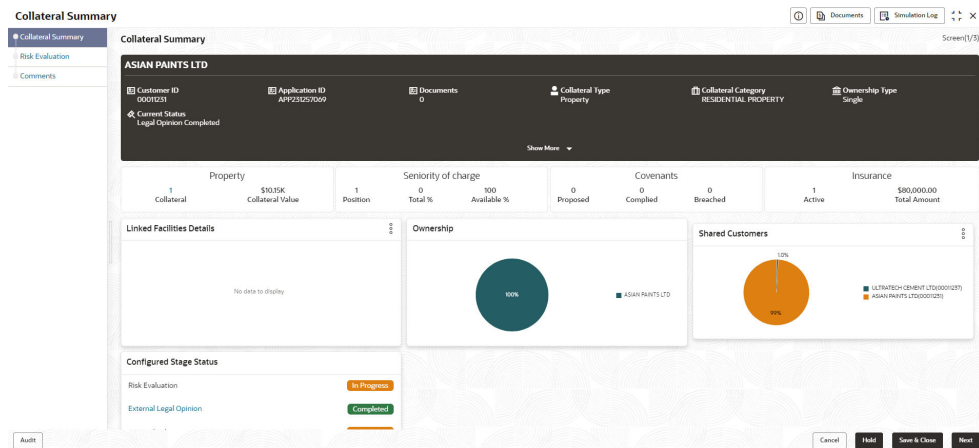 Collateral Summary
Documents
Simulation Log
Collateral Summary
Risk Evaluation
Comments
Collateral Summary
Screen(1/3)
ASIAN PAINTS LTD
Customer ID
00011231
Application ID
APP231257069
Documents
0
Collateral Type
Property
Collateral Category
RESIDENTIAL PROPERTY
Ownership Type
Single
Current Status
Legal Opinion Completed
Show More
Property
1
Collateral
$10.15K
Collateral Value
Seniority of charge
1
Position
0
Total %
100
Available %
Covenants
0
Proposed
0
Complied
0
Breached
Insurance
1
Active
$80,000.00
Total Amount
Linked Facilities Details
No data to display
Ownership
100%
ASIAN PAINTS LTD
Shared Customers
1.0%
99%
ULTRATECH CEMENT LTD(00011237)
ASIAN PAINTS LTD(00011231)
Configured Stage Status
Risk Evaluation
In Progress
External Legal Opinion
Completed
Audit
Cancel
Hold
Save & Close
Next